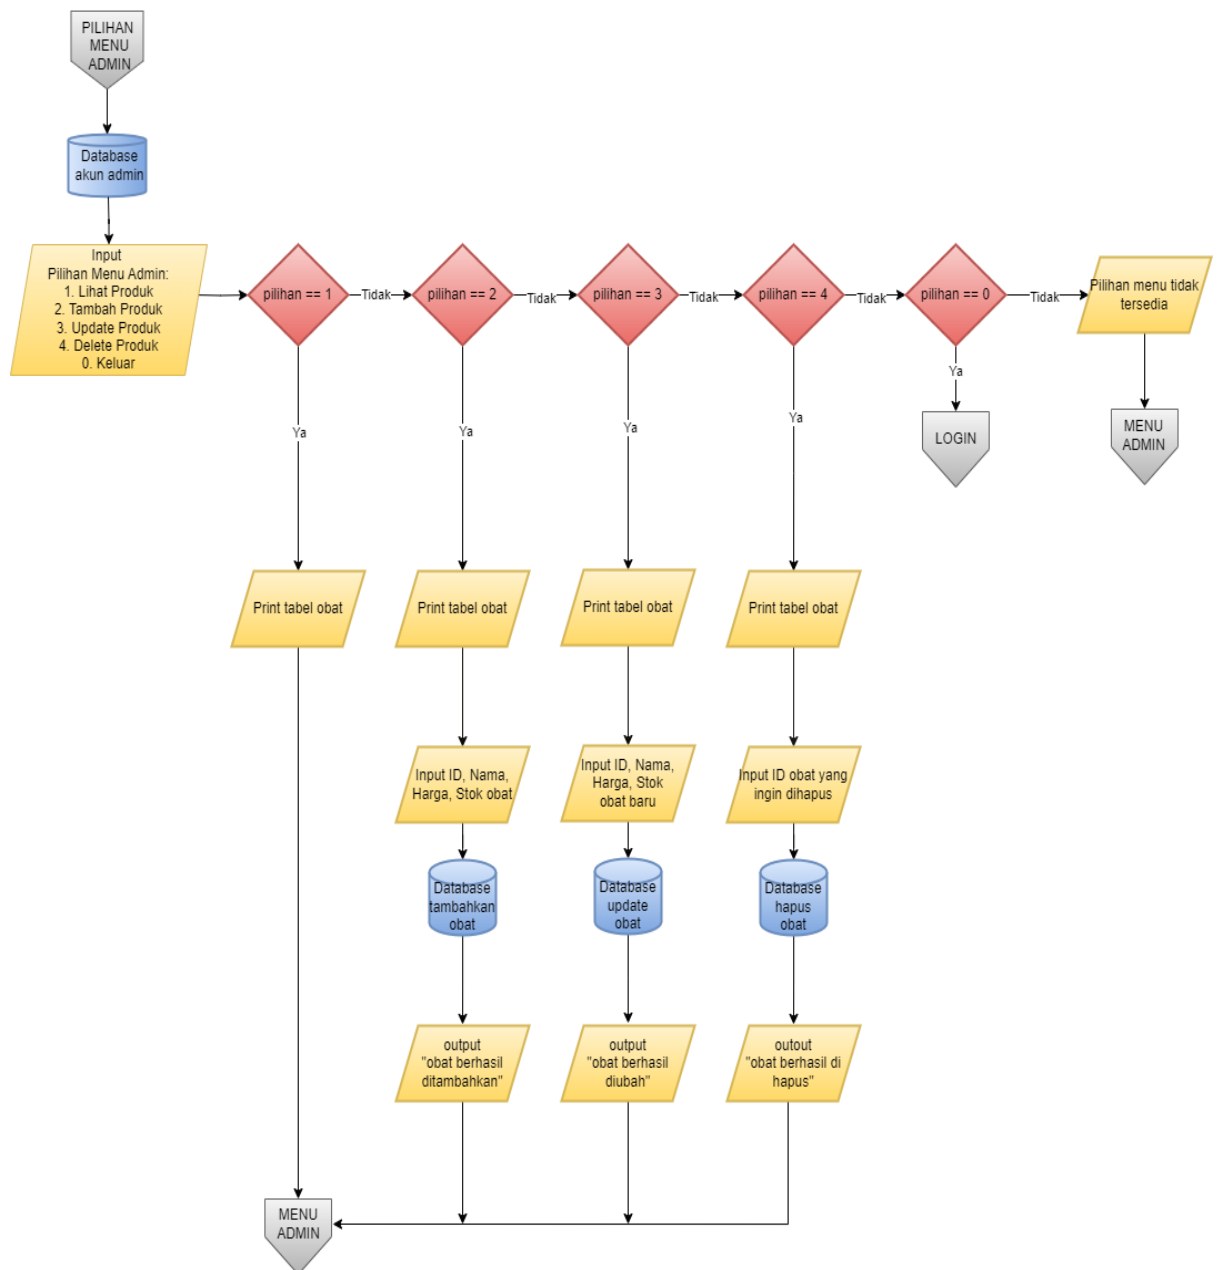 PILIHAN
MENU
ADMIN
Database
akun admin
Input
Pilihan Menu Admin:
1. Lihat Produk
2. Tambah Produk
3. Update Produk
4. Delete Produk
0. Keluar
pilihan == 1
Tidak
pilihan == 2
Tidak
pilihan == 3
Tidak
pilihan == 4
Tidak
pilihan == 0
Tidak
Pilihan menu tidak
tersedia
Ya
Ya
Ya
Ya
Ya
LOGIN
MENU
ADMIN
Print tabel obat
Print tabel obat
Print tabel obat
Print tabel obat
Input ID, Nama,
Harga, Stok obat
Input ID, Nama,
Harga, Stok
obat baru
Input ID obat yang
ingin dihapus
Database
tambahkan
obat
Database
update
obat
Database
hapus
obat
output
"obat berhasil
ditambahkan"
output
"obat berhasil
diubah"
outout
"obat berhasil di
hapus"
MENU
ADMIN